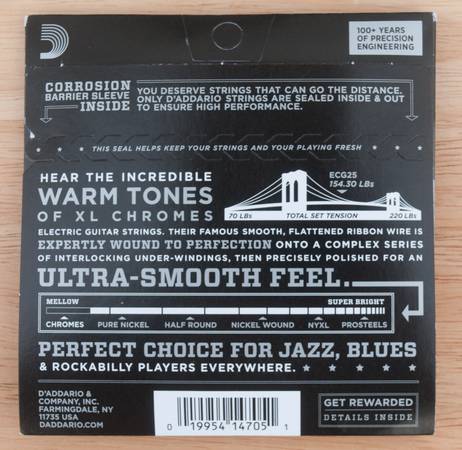 D'Addario
100+ YEARS
OF PRECISION
ENGINEERING
CORROSION
BARRIER SLEEVE
INSIDE
YOU DESERVE STRINGS THAT CAN GO THE DISTANCE.
ONLY D'ADDARIO STRINGS ARE SEALED INSIDE & OUT
TO ENSURE HIGH PERFORMANCE.
THIS SEAL HELPS KEEP YOUR STRINGS AND YOUR PLAYING FRESH
HEAR THE INCREDIBLE
WARM TONES
OF XL CHROMES
ECG25
154.30 LBs
70 LBs TOTAL SET TENSION 220 LBs
ELECTRIC GUITAR STRINGS. THEIR FAMOUS SMOOTH, FLATTENED RIBBON WIRE IS
EXPERTLY WOUND TO PERFECTION ONTO A COMPLEX SERIES
OF INTERLOCKING UNDER-WINDINGS, THEN PRECISELY POLISHED FOR AN
ULTRA-SMOOTH FEEL.
MELLOW SUPER BRIGHT
CHROMES PURE NICKEL HALF ROUND NICKEL WOUND NYXL PROSTEELS
PERFECT CHOICE FOR JAZZ, BLUES
& ROCKABILLY PLAYERS EVERYWHERE.
D'ADDARIO &
COMPANY, INC.
FARMINGDALE, NY
11735 USA
DADDARIO.COM
0 19954 14705 1
GET REWARDED
DETAILS INSIDE